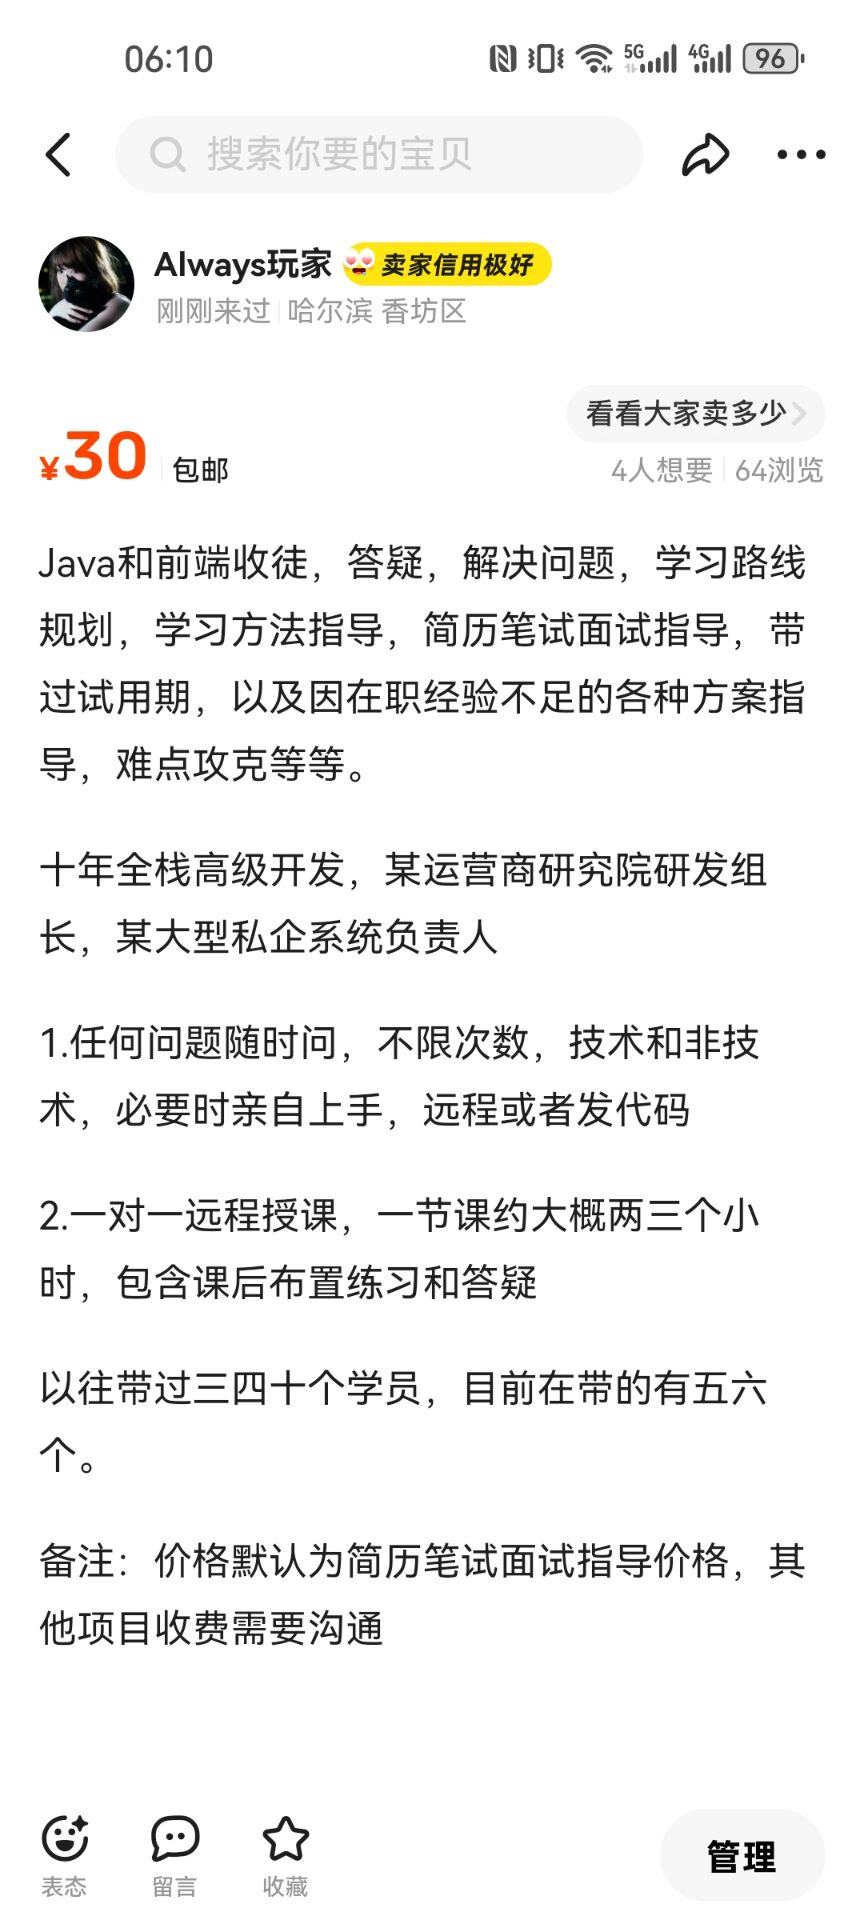 06:10
5G
4G
96
搜索你要的宝贝
Always玩家 卖家信用极好
刚刚来过 哈尔滨 香坊区
看看大家卖多少
¥30 包邮
4人想要 64浏览
Java和前端收徒，答疑，解决问题，学习路线
规划，学习方法指导，简历笔试面试指导，带
过试用期，以及因在职经验不足的各种方案指
导，难点攻克等等。
十年全栈高级开发，某运营商研究院研发组
长，某大型私企系统负责人
1.任何问题随时问，不限次数，技术和非技
术，必要时亲自上手，远程或者发代码
2.一对一远程授课，一节课约大概两三个小
时，包含课后布置练习和答疑
以往带过三四十个学员，目前在带的有五六
个。
备注：价格默认为简历笔试面试指导价格，其
他项目收费需要沟通
表态
留言
收藏
管理